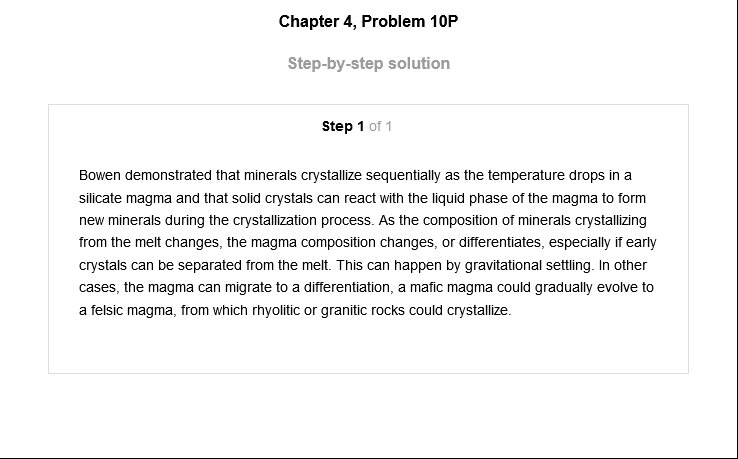 Chapter 4, Problem 10P
Step-by-step solution
Step 1 of 1
Bowen demonstrated that minerals crystallize sequentially as the temperature drops in a
silicate magma and that solid crystals can react with the liquid phase of the magma to form
new minerals during the crystallization process. As the composition of minerals crystallizing
from the melt changes, the magma composition changes, or differentiates, especially if early
crystals can be separated from the melt. This can happen by gravitational settling. In other
cases, the magma can migrate to a differentiation, a mafic magma could gradually evolve to
a felsic magma, from which rhyolitic or granitic rocks could crystallize.